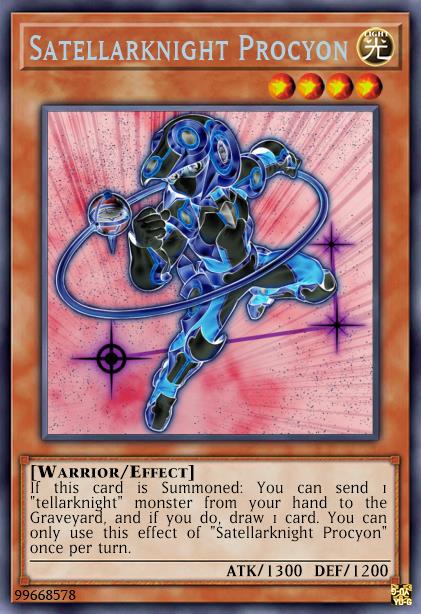 Satellarknight Procyon
LIGHT
光
[Warrior/Effect]
If this card is Summoned: You can send 1
"tellarknight" monster from your hand to the
Graveyard, and if you do, draw 1 card. You can
only use this effect of "Satellarknight Procyon"
once per turn.
ATK/1300 DEF/1200
99668578